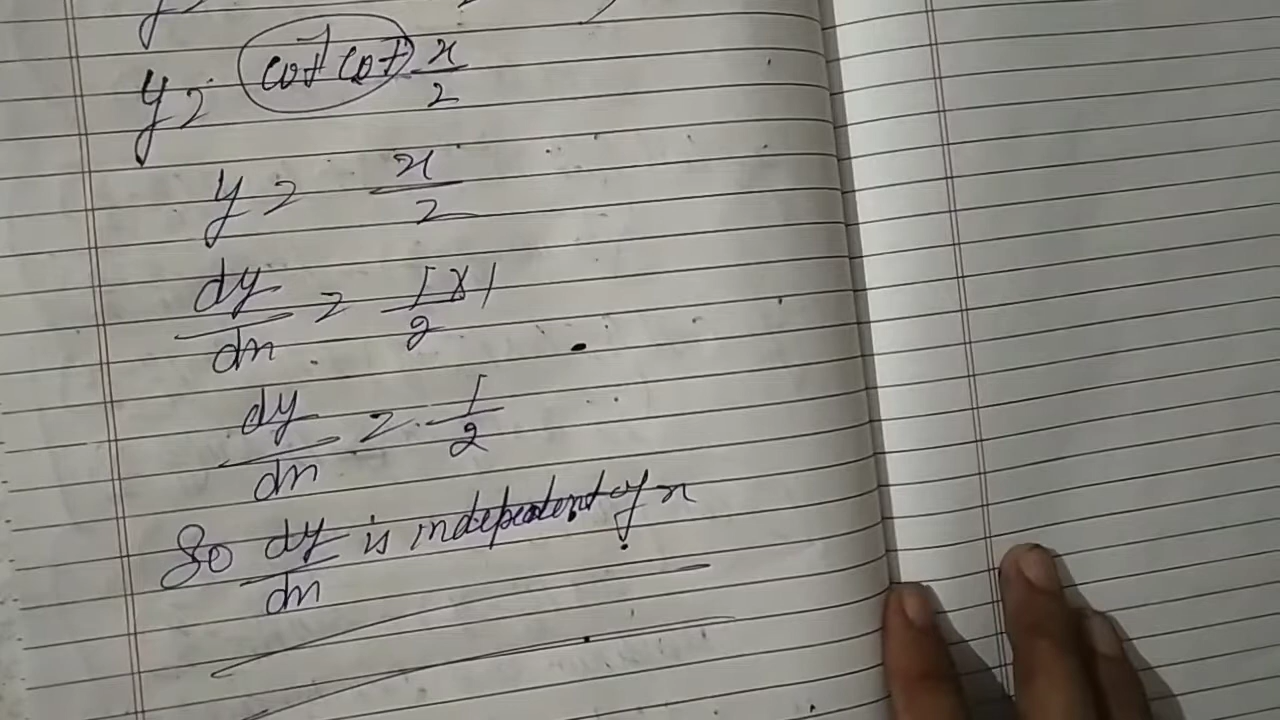 y = cot⁻¹ cot x/2
y = x/2
dy/dx = 1/2 × 1
dy/dx = 1/2
So dy/dx is independent of x